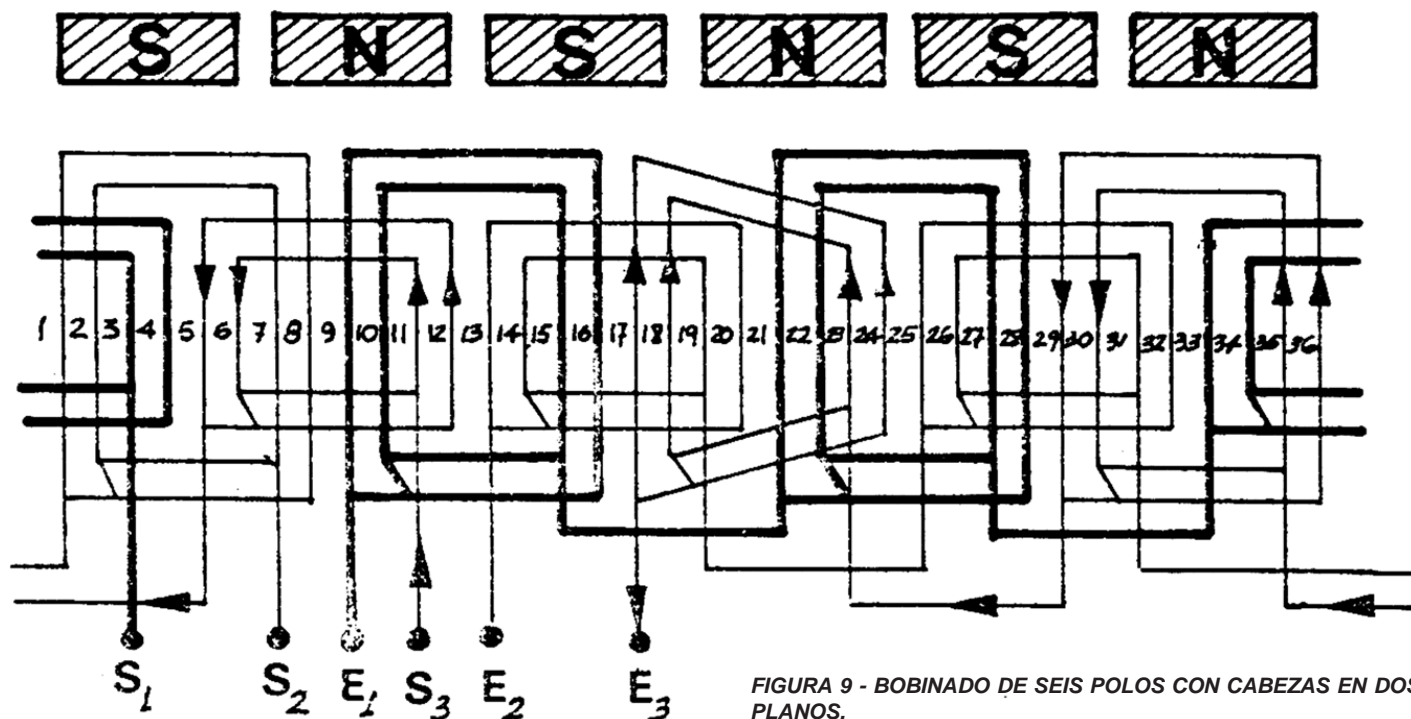 S N S N S N
1 2 3 4 5 6 7 8 9 10 11 12 13 14 15 16 17 18 19 20 21 22 23 24 25 26 27 28 29 30 31 32 33 34 35 36
S1 S2 E1 S3 E2 E3
FIGURA 9 - BOBINADO DE SEIS POLOS CON CABEZAS EN DOS
PLANOS.